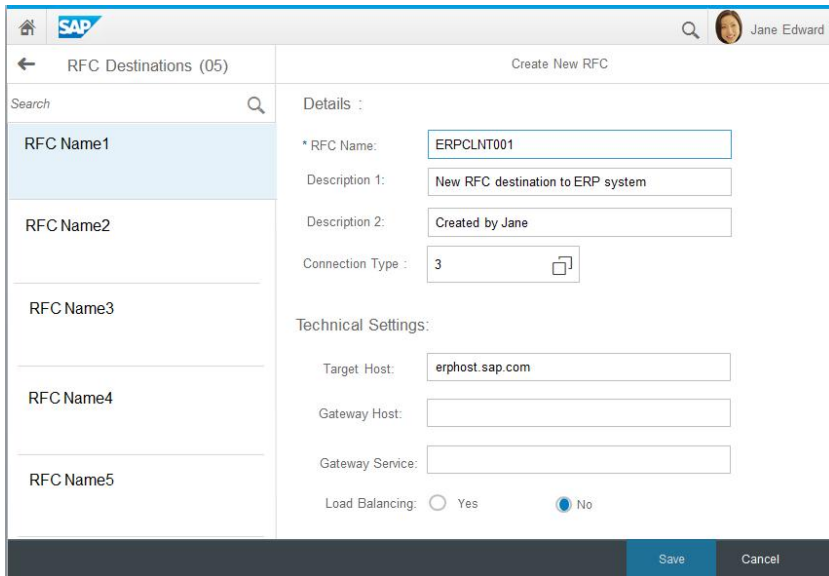 SAP
Jane Edward
RFC Destinations (05)
Create New RFC
Search
RFC Name1
RFC Name2
RFC Name3
RFC Name4
RFC Name5
Details :
* RFC Name:
ERPCLNT001
Description 1:
New RFC destination to ERP system
Description 2:
Created by Jane
Connection Type :
3
Technical Settings:
Target Host:
erphost.sap.com
Gateway Host:
Gateway Service:
Load Balancing:
Yes
No
Save
Cancel